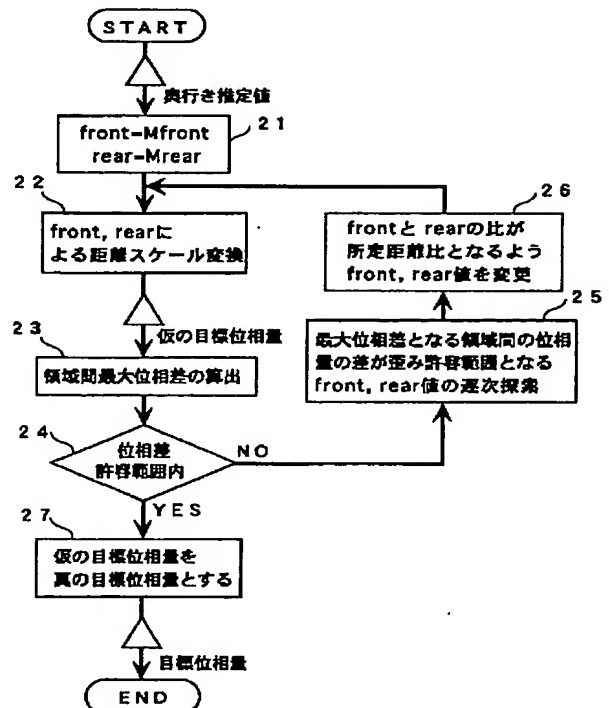 START
奥行き推定値
21
front=Mfront
rear=Mrear
22
front, rearに
よる距離スケール変換
仮の目標位相量
23
領域間最大位相差の算出
24
位相差
許容範囲内
NO
YES
25
最大位相差となる領域間の位相
量の差が歪み許容範囲となる
front, rear値の逐次探索
26
frontと rearの比が
所定距離比となるよう
front, rear値を変更
27
仮の目標位相量を
真の目標位相量とする
目標位相量
END